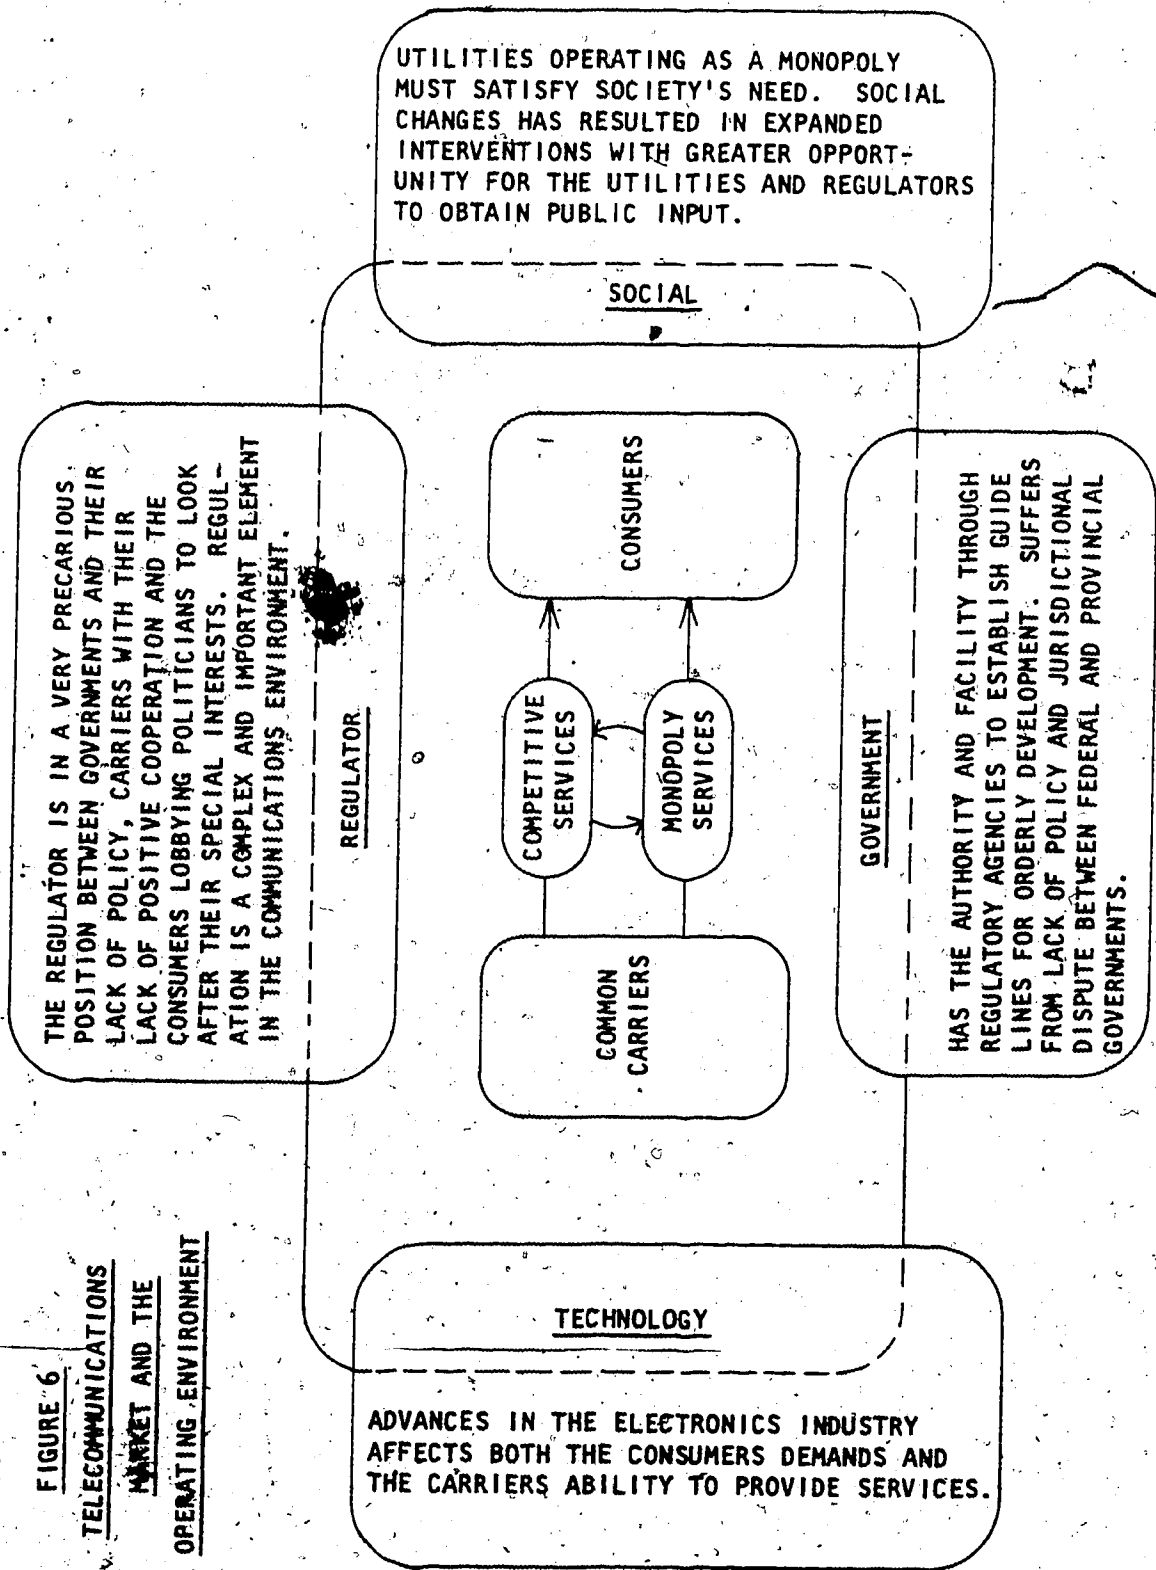 FIGURE 6
TELECOMMUNICATIONS
MARKET AND THE
OPERATING ENVIRONMENT
THE REGULATOR IS IN A VERY PRECARIOUS
POSITION BETWEEN GOVERNMENTS AND THEIR
LACK OF POLICY, CARRIERS WITH THEIR
LACK OF POSITIVE COOPERATION AND THE
CONSUMERS LOBBYING POLITICIANS TO LOOK
AFTER THEIR SPECIAL INTERESTS. REGUL-
ATION IS A COMPLEX AND IMPORTANT ELEMENT
IN THE COMMUNICATIONS ENVIRONMENT.
REGULATOR
UTILITIES OPERATING AS A MONOPOLY
MUST SATISFY SOCIETY'S NEED. SOCIAL
CHANGES HAS RESULTED IN EXPANDED
INTERVENTIONS WITH GREATER OPPORT-
UNITY FOR THE UTILITIES AND REGULATORS
TO OBTAIN PUBLIC INPUT.
SOCIAL
COMMON
CARRIERS
COMPETITIVE
SERVICES
MONOPOLY
SERVICES
CONSUMERS
TECHNOLOGY
ADVANCES IN THE ELECTRONICS INDUSTRY
AFFECTS BOTH THE CONSUMERS DEMANDS AND
THE CARRIERS ABILITY TO PROVIDE SERVICES.
GOVERNMENT
HAS THE AUTHORITY AND FACILITY THROUGH
REGULATORY AGENCIES TO ESTABLISH GUIDE
LINES FOR ORDERLY DEVELOPMENT. SUFFERS
FROM LACK OF POLICY AND JURISDICTIONAL
DISPUTE BETWEEN FEDERAL AND PROVINCIAL
GOVERNMENTS.